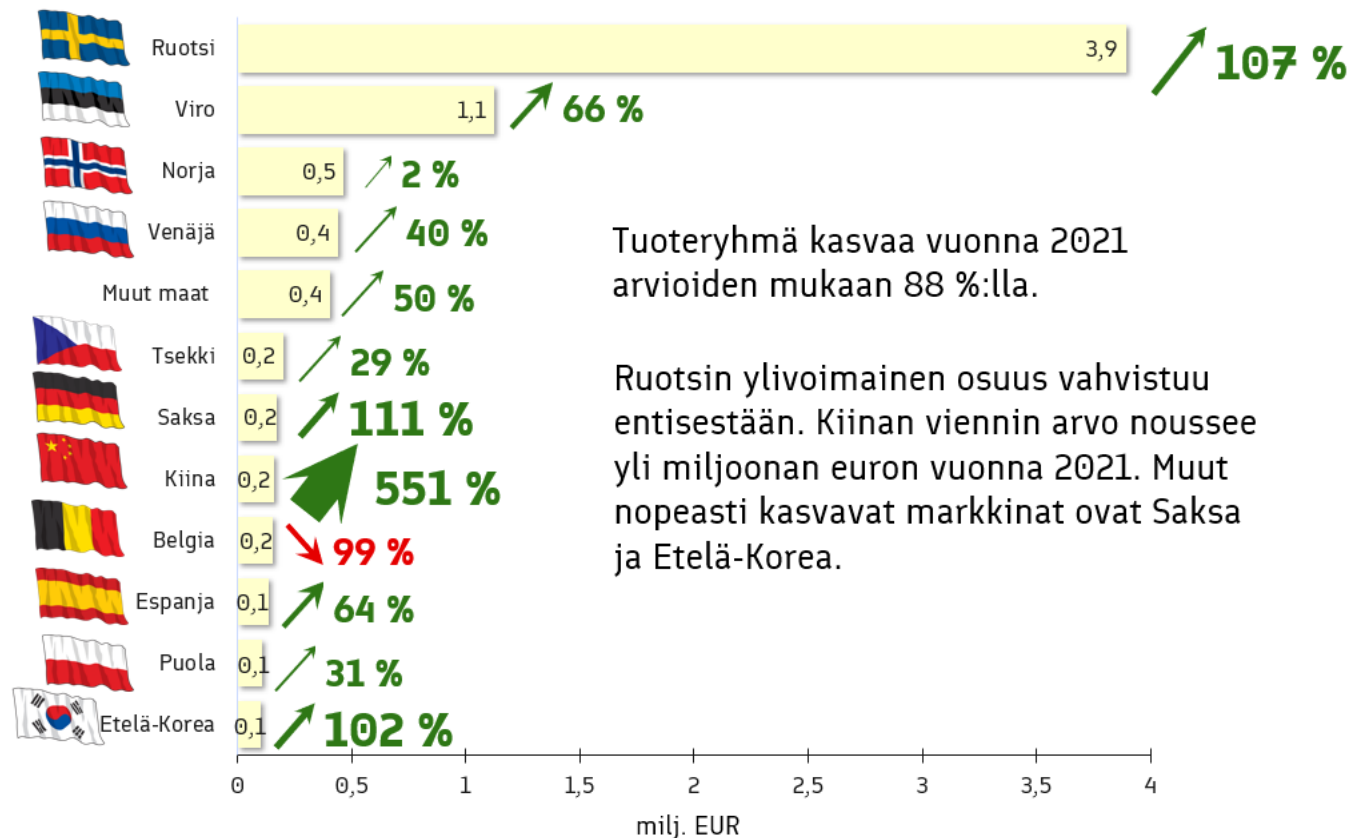 Ruotsi 3,9 107 %
Viro 1,1 66 %
Norja 0,5 2 %
Venäjä 0,4 40 %
Muut maat 0,4 50 %
Tsekki 0,2 29 %
Saksa 0,2 111 %
Kiina 0,2 551 %
Belgia 0,2 99 %
Espanja 0,1 64 %
Puola 0,1 31 %
Etelä-Korea 0,1 102 %
0 0,5 1 1,5 2 2,5 3 3,5 4
milj. EUR
Tuoteryhmä kasvaa vuonna 2021
arvioiden mukaan 88 %:lla.
Ruotsin ylivoimainen osuus vahvistuu
entisestään. Kiinan viennin arvo noussee
yli miljoonan euron vuonna 2021. Muut
nopeasti kasvavat markkinat ovat Saksa
ja Etelä-Korea.